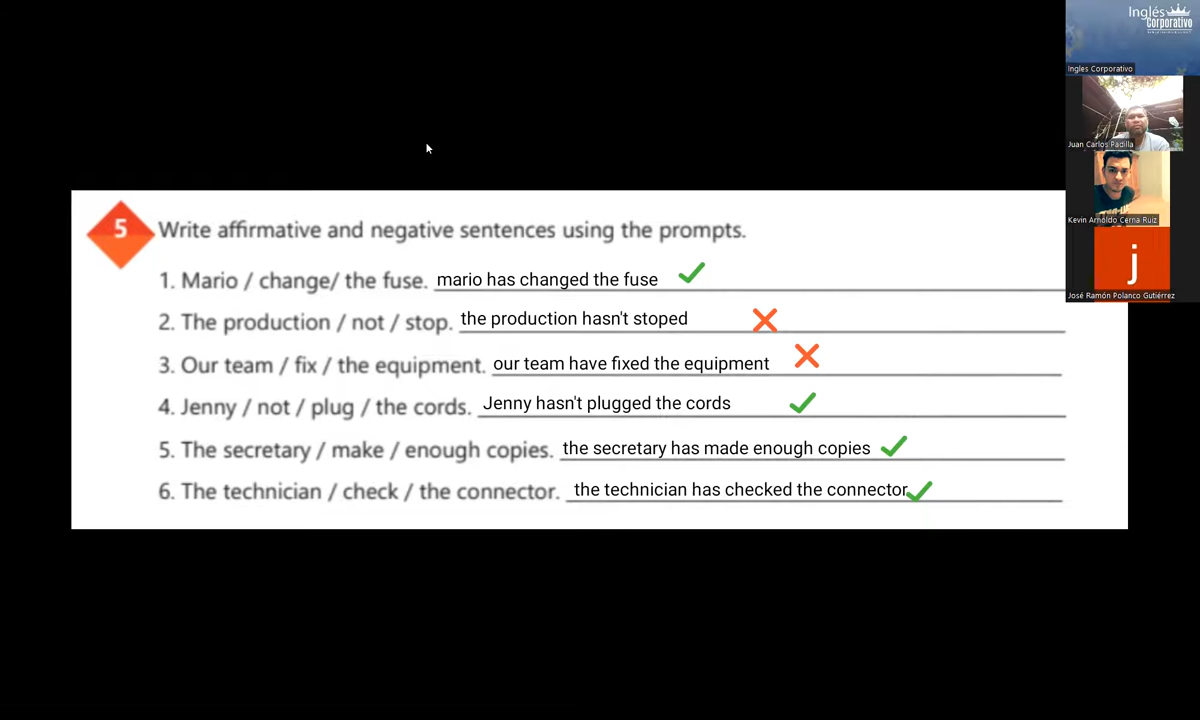 Inglés
Corporativo
Ingles Corporativo
Juan Carlos Padilla
Kevin Arnoldo Cerna Ruiz
j
José Ramón Polanco Gutiérrez
5 Write affirmative and negative sentences using the prompts.
1. Mario / change/ the fuse. mario has changed the fuse
2. The production / not / stop. the production hasn't stoped
3. Our team / fix / the equipment. our team have fixed the equipment
4. Jenny / not / plug / the cords. Jenny hasn't plugged the cords
5. The secretary / make / enough copies. the secretary has made enough copies
6. The technician / check / the connector. the technician has checked the connector